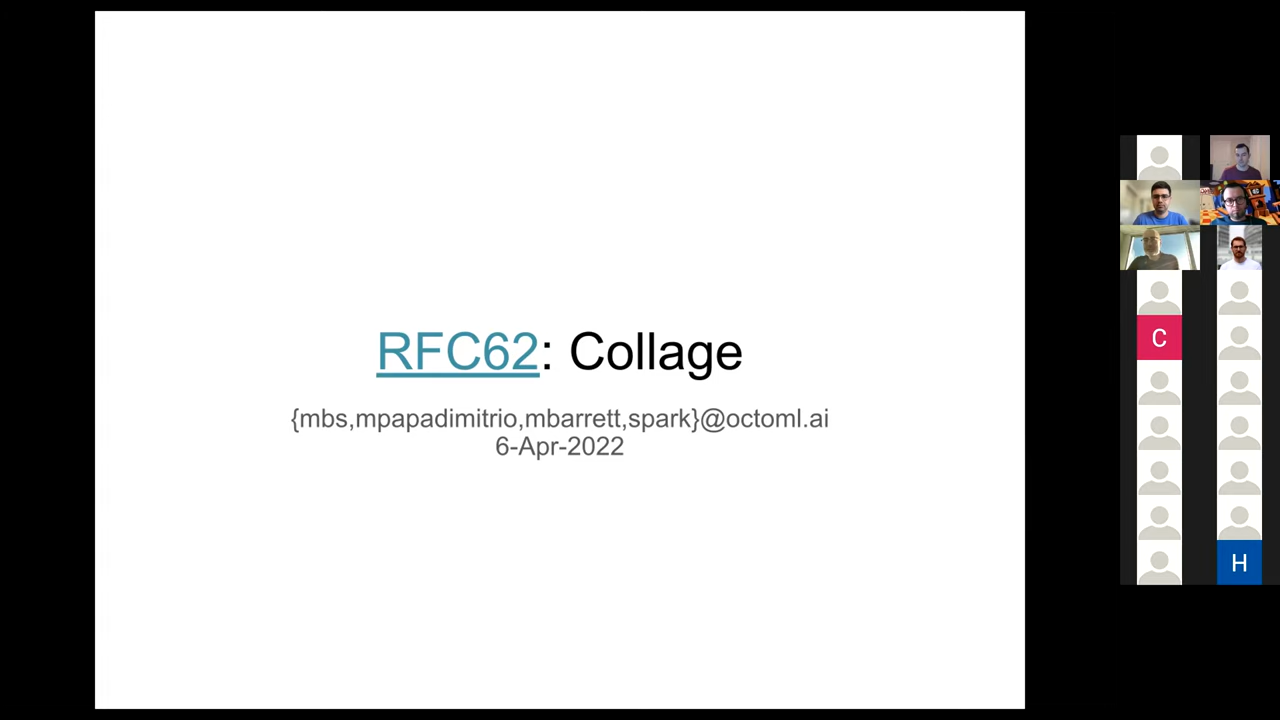 RFC62: Collage
{mbs,mpapadimitrio,mbarrett,spark}@octoml.ai
6-Apr-2022
C
H